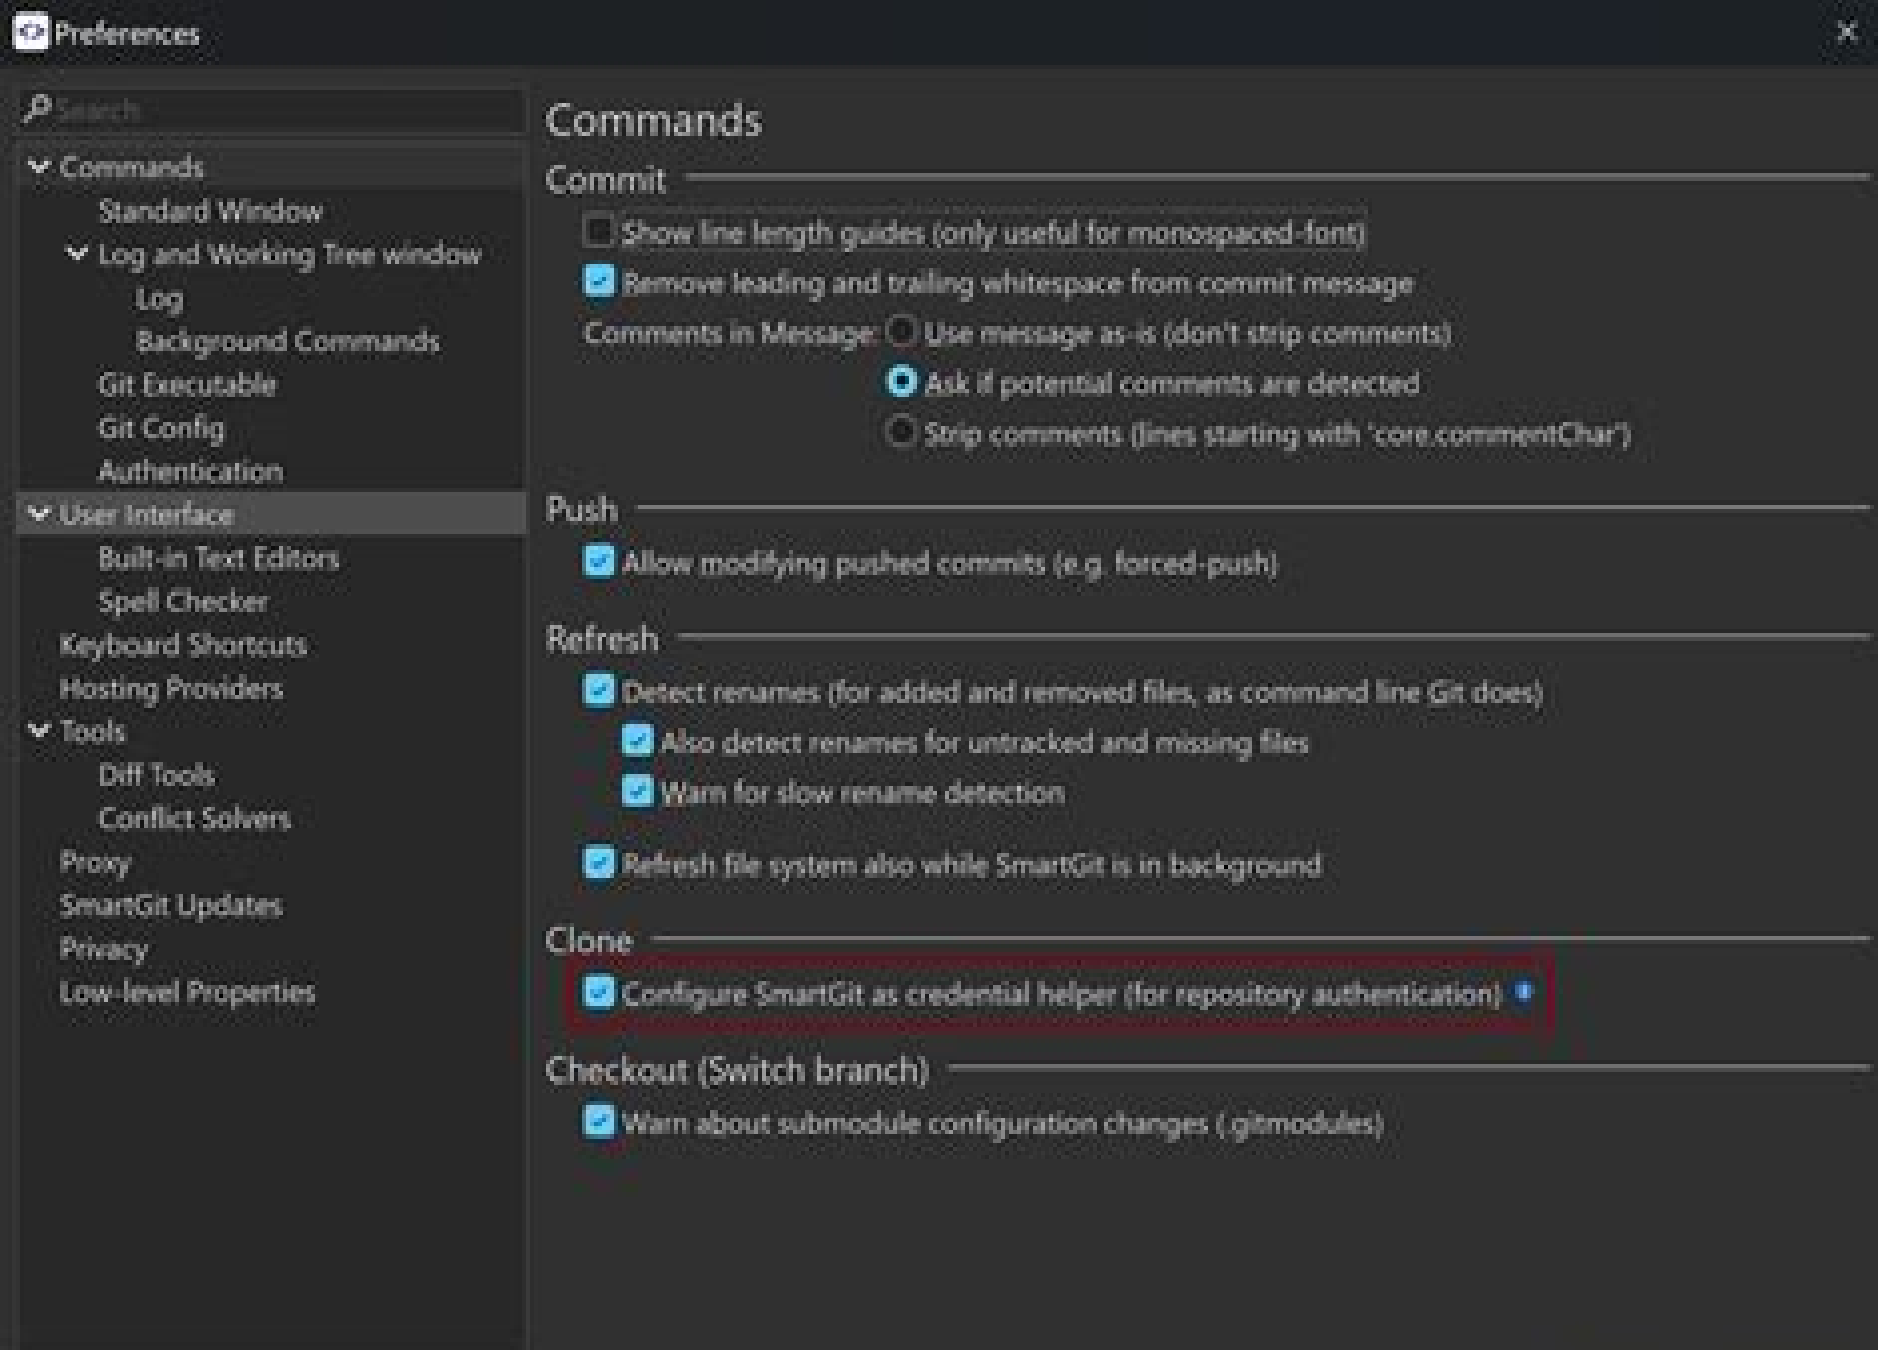 Preferences
Search
Commands
Standard Window
Log and Working Tree window
Log
Background Commands
Git Executable
Git Config
Authentication
User Interface
Built-in Text Editors
Spell Checker
Keyboard Shortcuts
Hosting Providers
Tools
Diff Tools
Conflict Solvers
Proxy
SmartGit Updates
Privacy
Low-level Properties
Commands
Commit
Show line length guides (only useful for monospaced-font)
Remove leading and trailing whitespace from commit message
Comments in Message: Use message as-is (don't strip comments)
Ask if potential comments are detected
Strip comments (lines starting with 'core.commentChar')
Push
Allow modifying pushed commits (e.g. forced-push)
Refresh
Detect renames (for added and removed files, as command line Git does)
Also detect renames for untracked and missing files
Warn for slow rename detection
Refresh file system also while SmartGit is in background
Clone
Configure SmartGit as credential helper (for repository authentication)
Checkout (Switch branch)
Warn about submodule configuration changes (.gitmodules)